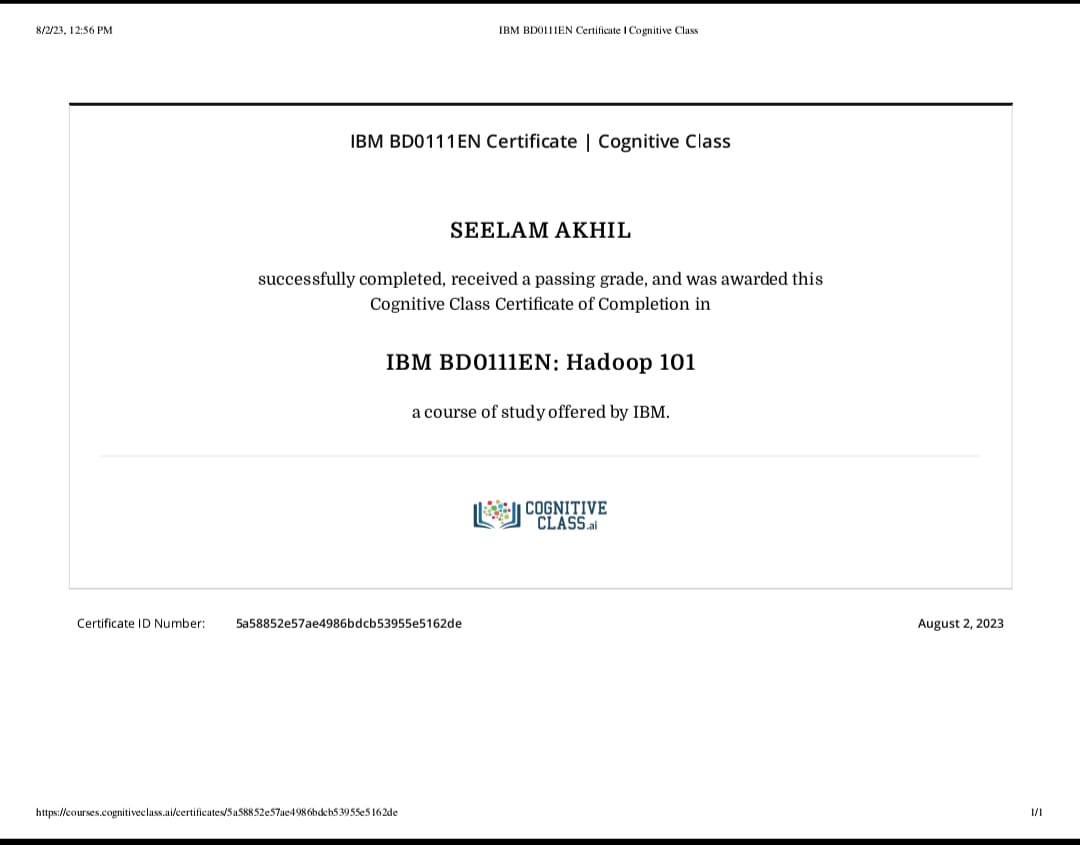 8/2/23, 12:56 PM
IBM BD0111EN Certificate | Cognitive Class
IBM BD0111EN Certificate | Cognitive Class
SEELAM AKHIL
successfully completed, received a passing grade, and was awarded this
Cognitive Class Certificate of Completion in
IBM BD0111EN: Hadoop 101
a course of study offered by IBM.
COGNITIVE
CLASS.ai
Certificate ID Number: 5a58852e57ae4986bdcb53955e5162de
August 2, 2023
https://courses.cognitiveclass.ai/certificates/5a58852e57ae4986bdcb53955e5162de
1/1